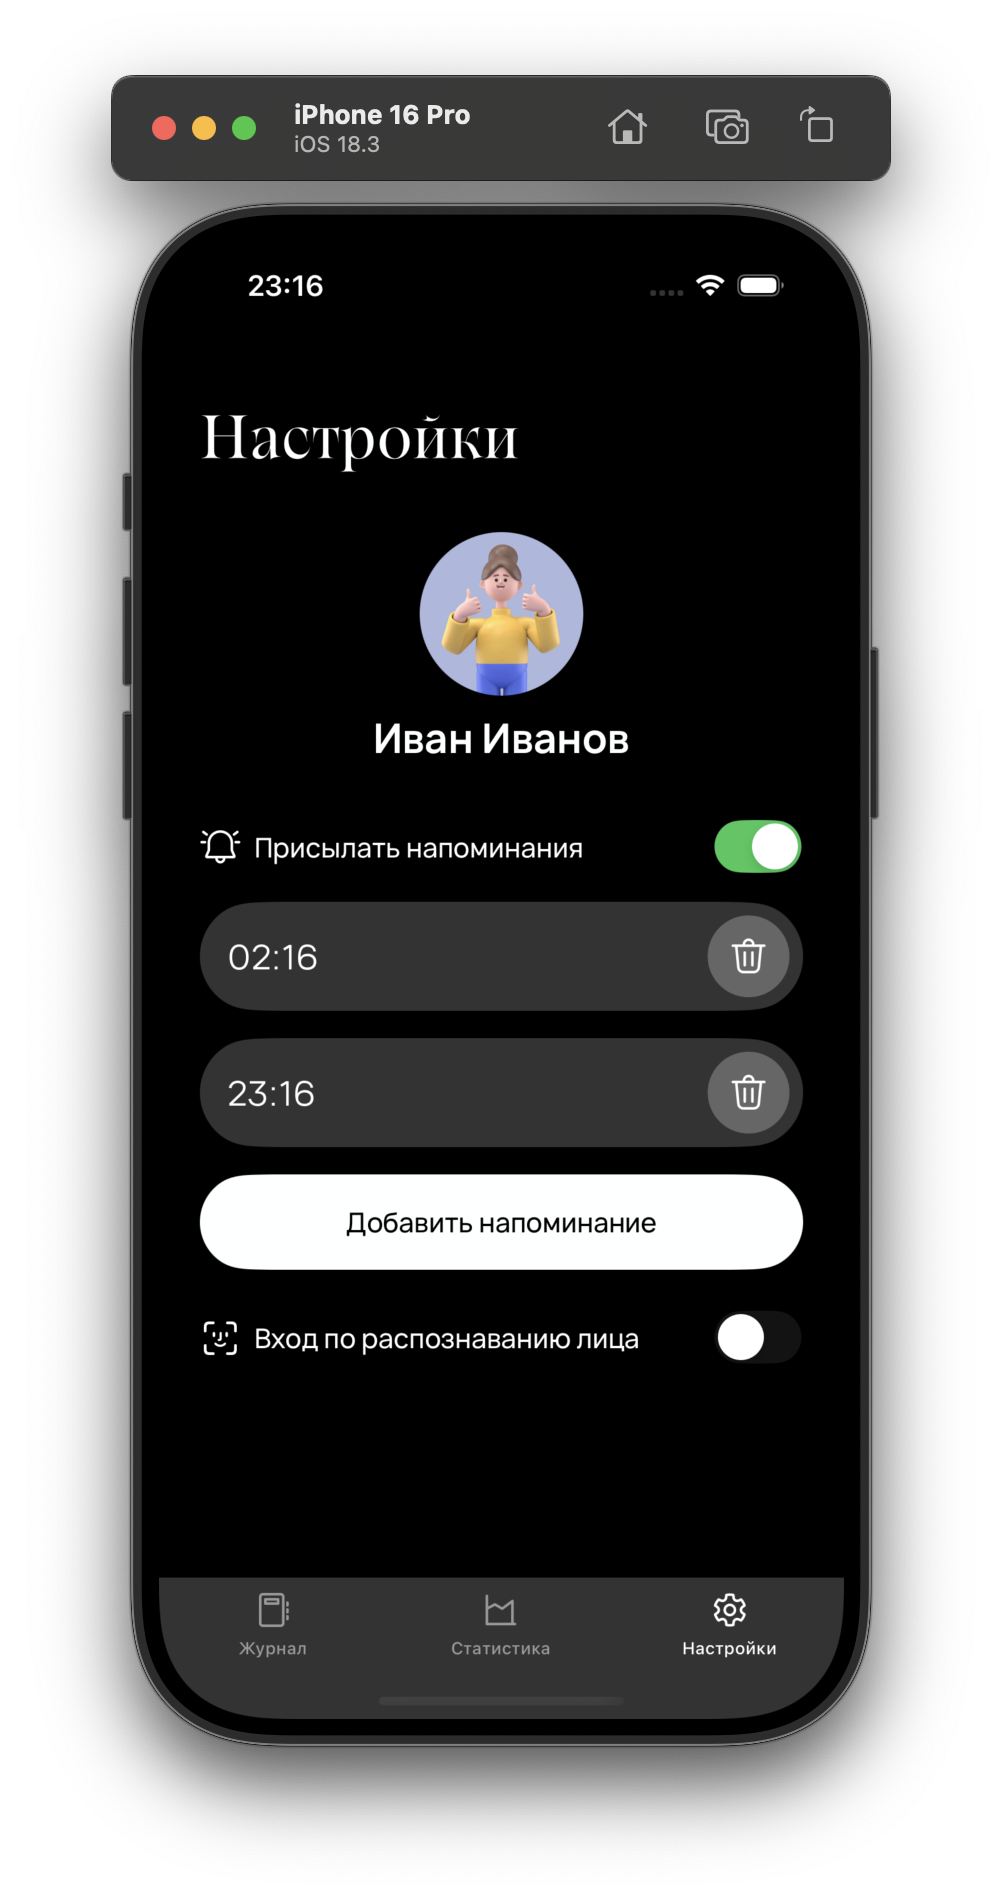 iPhone 16 Pro
iOS 18.3
23:16
Настройки
Иван Иванов
Присылать напоминания
02:16
23:16
Добавить напоминание
Вход по распознаванию лица
Журнал
Статистика
Настройки